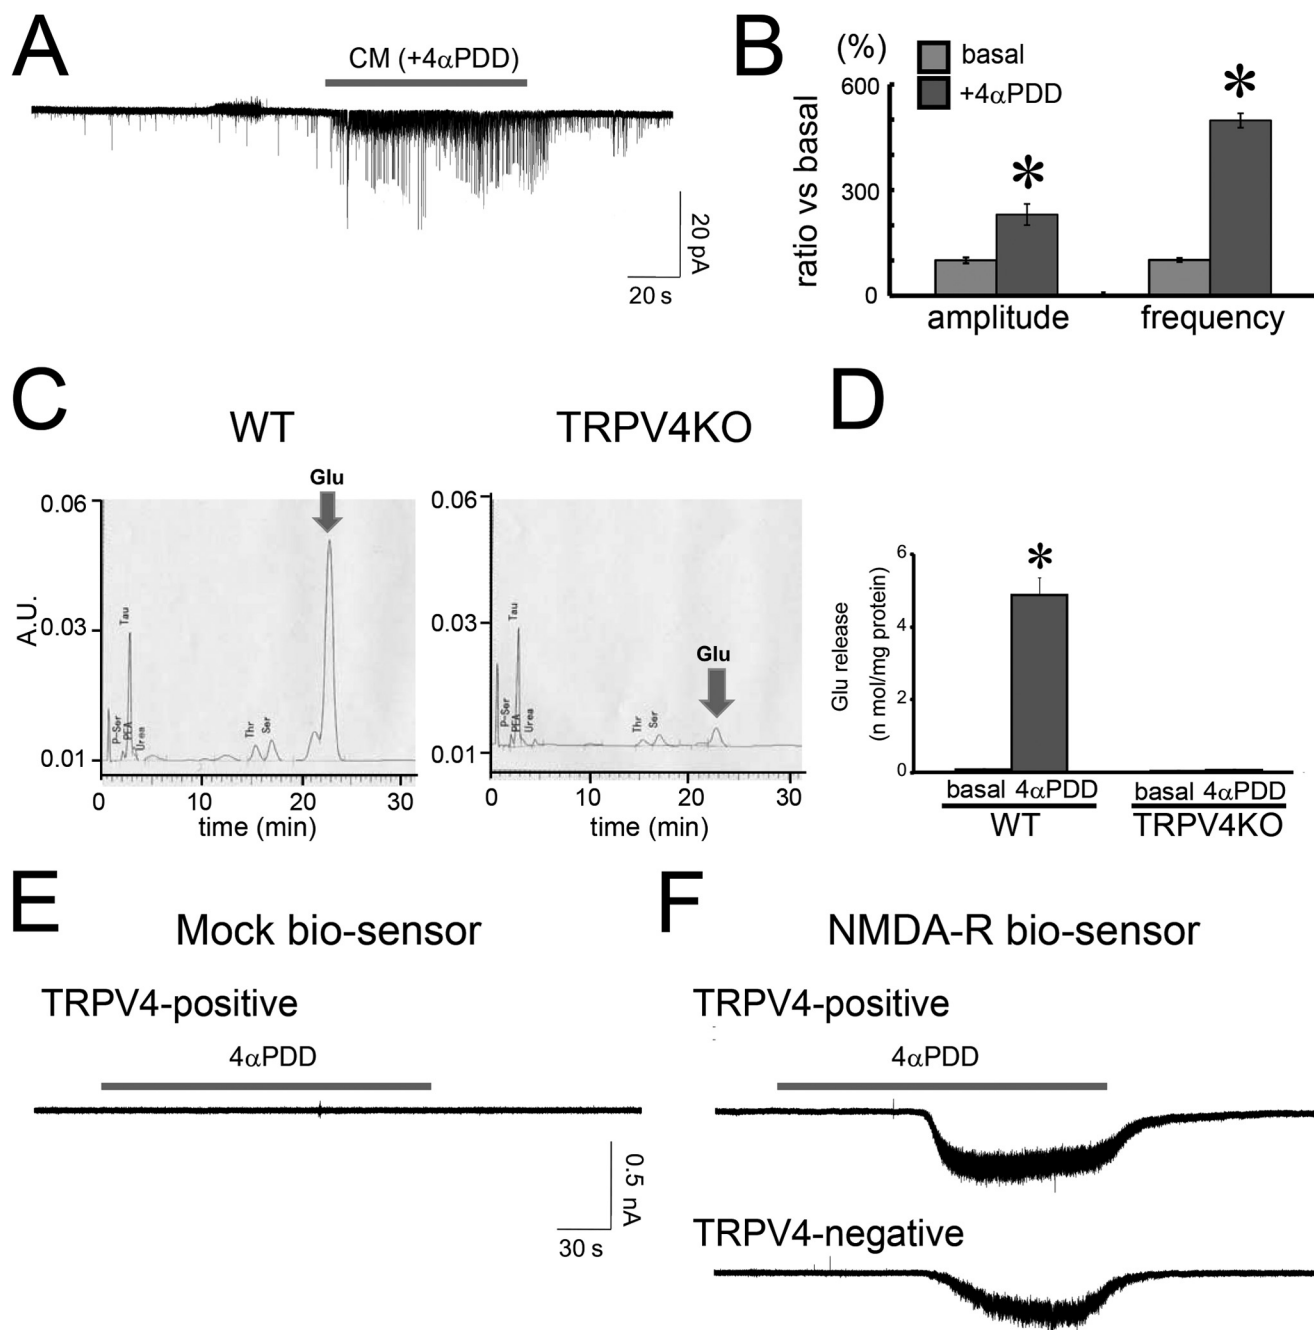 A
CM (+4αPDD)
20 pA
20 s
B
(%)
basal
+4αPDD
600
300
0
ratio vs basal
*
*
amplitude
frequency
C
WT
TRPV4KO
Glu
0.06
0.03
0.01
A.U.
P-Ser
PEA
Tau
Urea
Thr
Ser
0
10
20
30
time (min)
Glu
0.06
0.03
0.01
P-Ser
PEA
Tau
Urea
Thr
Ser
0
10
20
30
time (min)
D
Glu release
(n mol/mg protein)
6
4
2
0
*
basal 4αPDD
basal 4αPDD
WT
TRPV4KO
E
Mock bio-sensor
TRPV4-positive
4αPDD
0.5 nA
30 s
F
NMDA-R bio-sensor
TRPV4-positive
4αPDD
TRPV4-negative